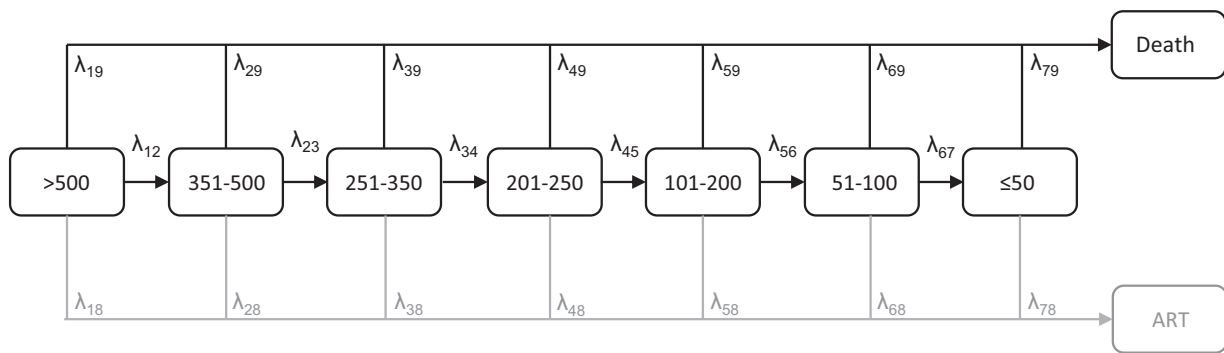 Death
λ19 λ29 λ39 λ49 λ59 λ69 λ79
λ12 λ23 λ34 λ45 λ56 λ67
>500 351-500 251-350 201-250 101-200 51-100 ≤50
λ18 λ28 λ38 λ48 λ58 λ68 λ78
ART